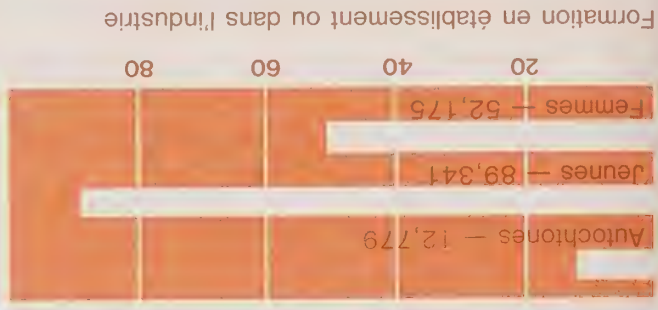 Autochtones — 12,779
Jeunes — 89,341
Femmes — 52,175
20 40 60 80
Formation en établissement ou dans l'industrie